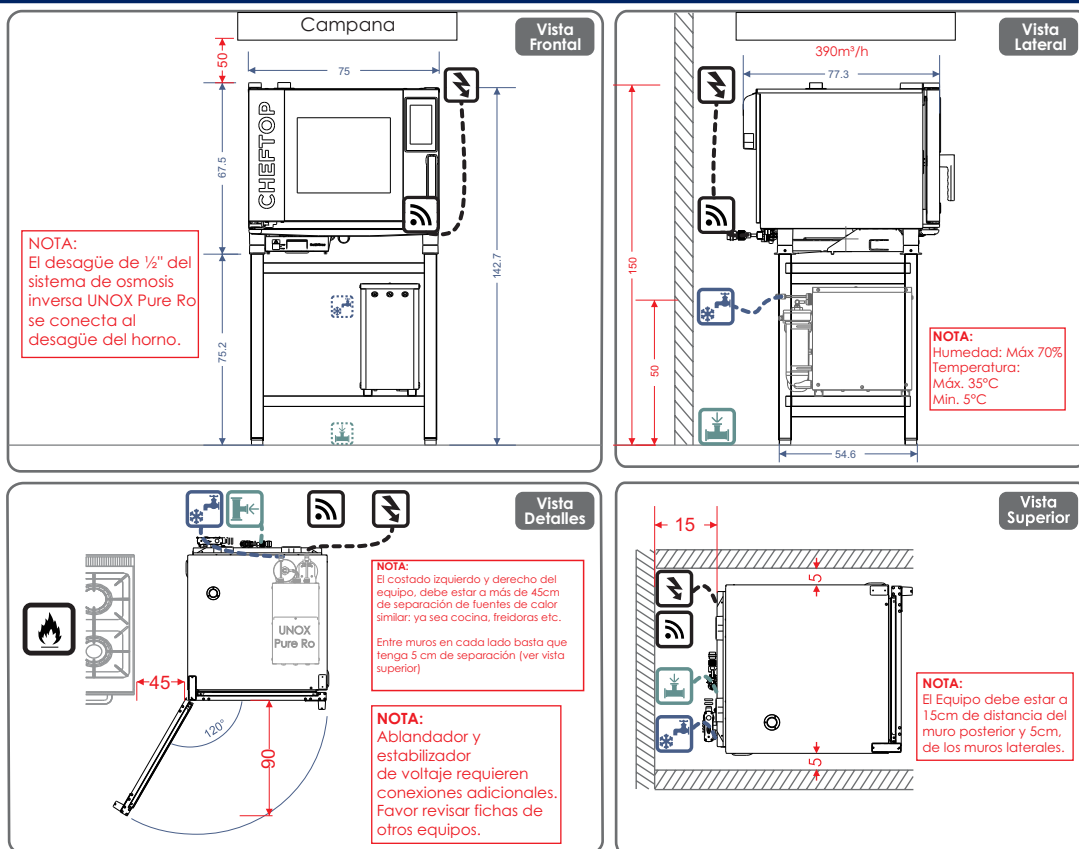 Campana
Vista
Frontal
50
75
67.5
CHEFTOP
142.7
75.2
NOTA:
El desagüe de ½" del
sistema de osmosis
inversa UNOX Pure Ro
se conecta al
desagüe del horno.
Vista
Lateral
390m³/h
77.3
150
50
54.6
NOTA:
Humedad: Máx 70%
Temperatura:
Máx. 35°C
Min. 5°C
Vista
Detalles
UNOX
Pure Ro
45
120°
90
NOTA:
El costado izquierdo y derecho del
equipo, debe estar a más de 45cm
de separación de fuentes de calor
similar: ya sea cocina, freidoras etc.
Entre muros en cada lado basta que
tenga 5 cm de separación (ver vista
superior)
NOTA:
Ablandador y
estabilizador
de voltaje requieren
conexiones adicionales.
Favor revisar fichas de
otros equipos.
Vista
Superior
15
5
5
NOTA:
El Equipo debe estar a
15cm de distancia del
muro posterior y 5cm,
de los muros laterales.